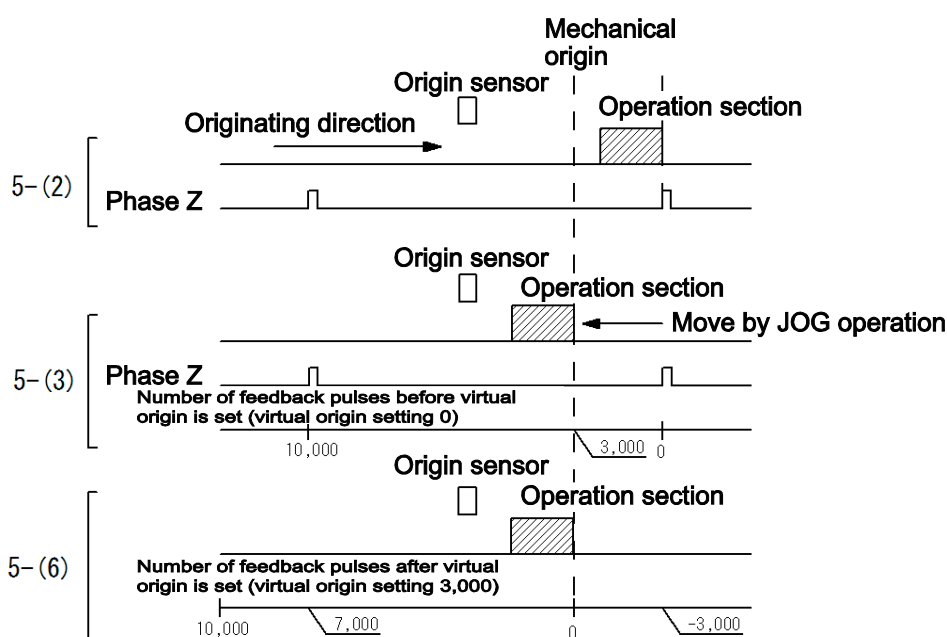 Mechanical
origin
Origin sensor
Operation section
Originating direction
5-(2)
Phase Z
Origin sensor
Operation section
Move by JOG operation
5-(3)
Phase Z
Number of feedback pulses before virtual
origin is set (virtual origin setting 0)
10,000
3,000
0
Origin sensor
Operation section
5-(6)
Number of feedback pulses after virtual
origin is set (virtual origin setting 3,000)
10,000
7,000
0
-3,000